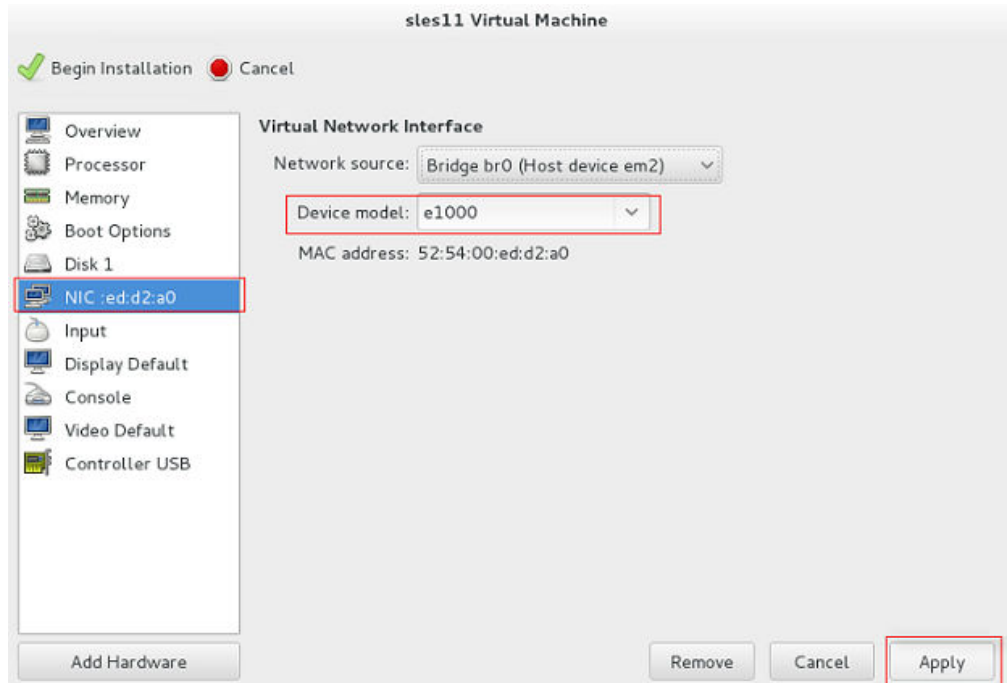 sles11 Virtual Machine
Begin Installation Cancel
Overview
Processor
Memory
Boot Options
Disk 1
NIC :ed:d2:a0
Input
Display Default
Console
Video Default
Controller USB
Add Hardware
Virtual Network Interface
Network source: Bridge br0 (Host device em2)
Device model: e1000
MAC address: 52:54:00:ed:d2:a0
Remove Cancel Apply